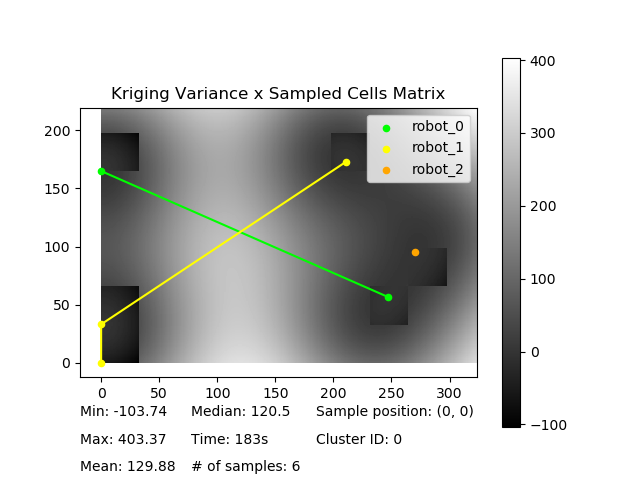 Kriging Variance x Sampled Cells Matrix
robot_0
robot_1
robot_2
200
150
100
50
0
0 50 100 150 200 250 300
400
300
200
100
0
−100
Min: -103.74 Median: 120.5 Sample position: (0, 0)
Max: 403.37 Time: 183s Cluster ID: 0
Mean: 129.88 # of samples: 6